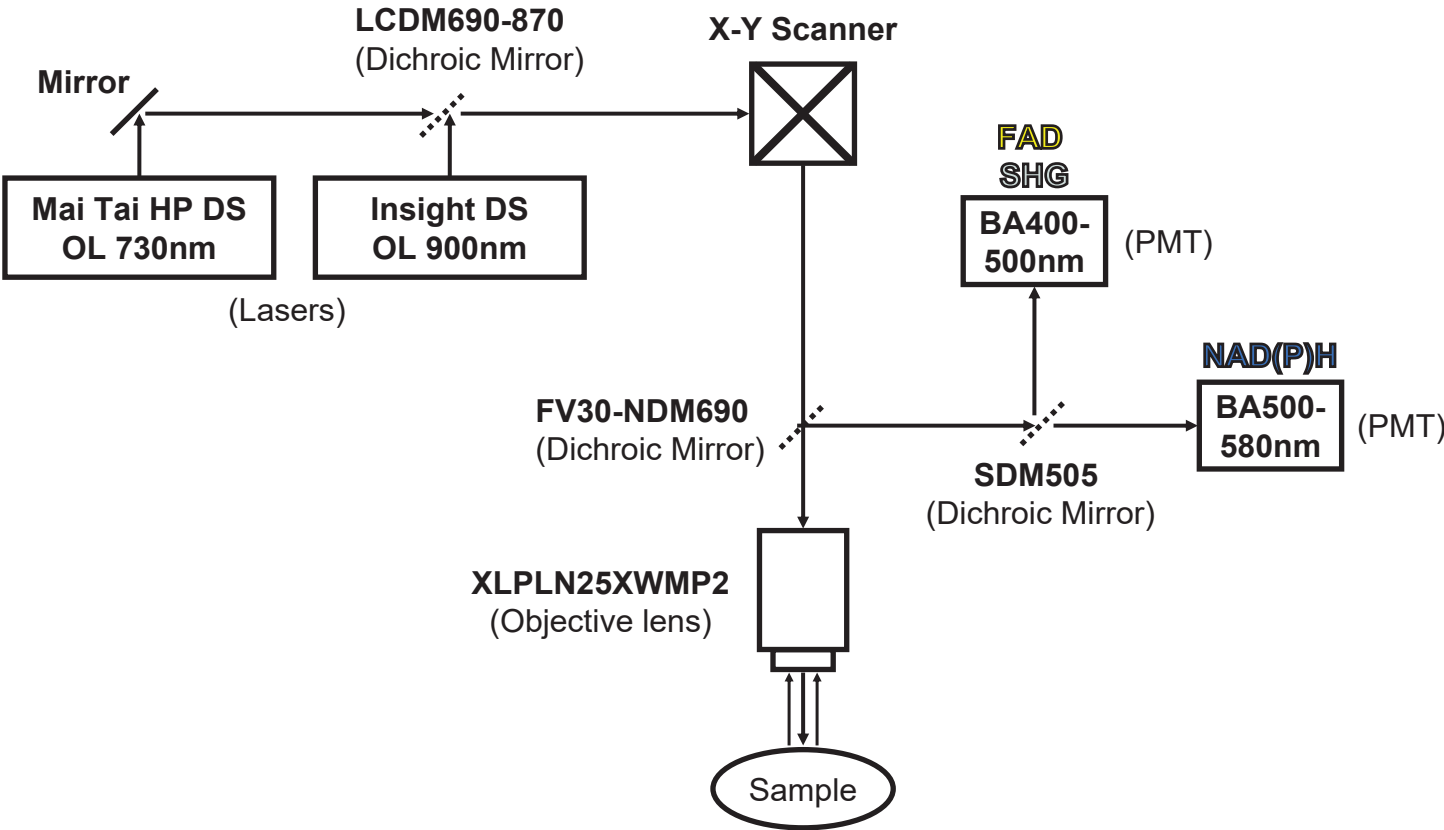 LCDM690-870
(Dichroic Mirror)
X-Y Scanner
Mirror
Mai Tai HP DS
OL 730nm
Insight DS
OL 900nm
(Lasers)
FAD
SHG
BA400-
500nm
(PMT)
NAD(P)H
BA500-
580nm
(PMT)
FV30-NDM690
(Dichroic Mirror)
SDM505
(Dichroic Mirror)
XLPLN25XWMP2
(Objective lens)
Sample